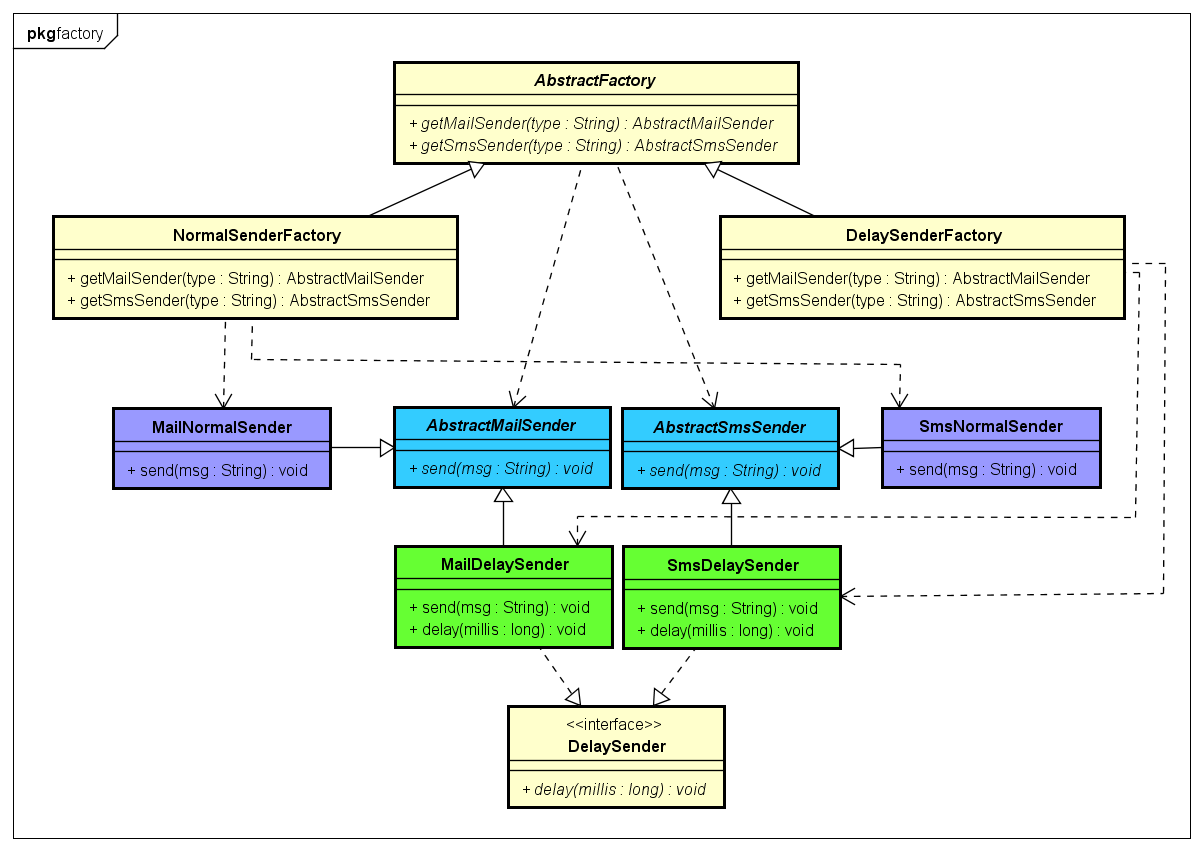 pkg factory
AbstractFactory
+ getMailSender(type : String) : AbstractMailSender
+ getSmsSender(type : String) : AbstractSmsSender
NormalSenderFactory
+ getMailSender(type : String) : AbstractMailSender
+ getSmsSender(type : String) : AbstractSmsSender
DelaySenderFactory
+ getMailSender(type : String) : AbstractMailSender
+ getSmsSender(type : String) : AbstractSmsSender
MailNormalSender
+ send(msg : String) : void
AbstractMailSender
+ send(msg : String) : void
AbstractSmsSender
+ send(msg : String) : void
SmsNormalSender
+ send(msg : String) : void
MailDelaySender
+ send(msg : String) : void
+ delay(millis : long) : void
SmsDelaySender
+ send(msg : String) : void
+ delay(millis : long) : void
<<interface>>
DelaySender
+ delay(millis : long) : void